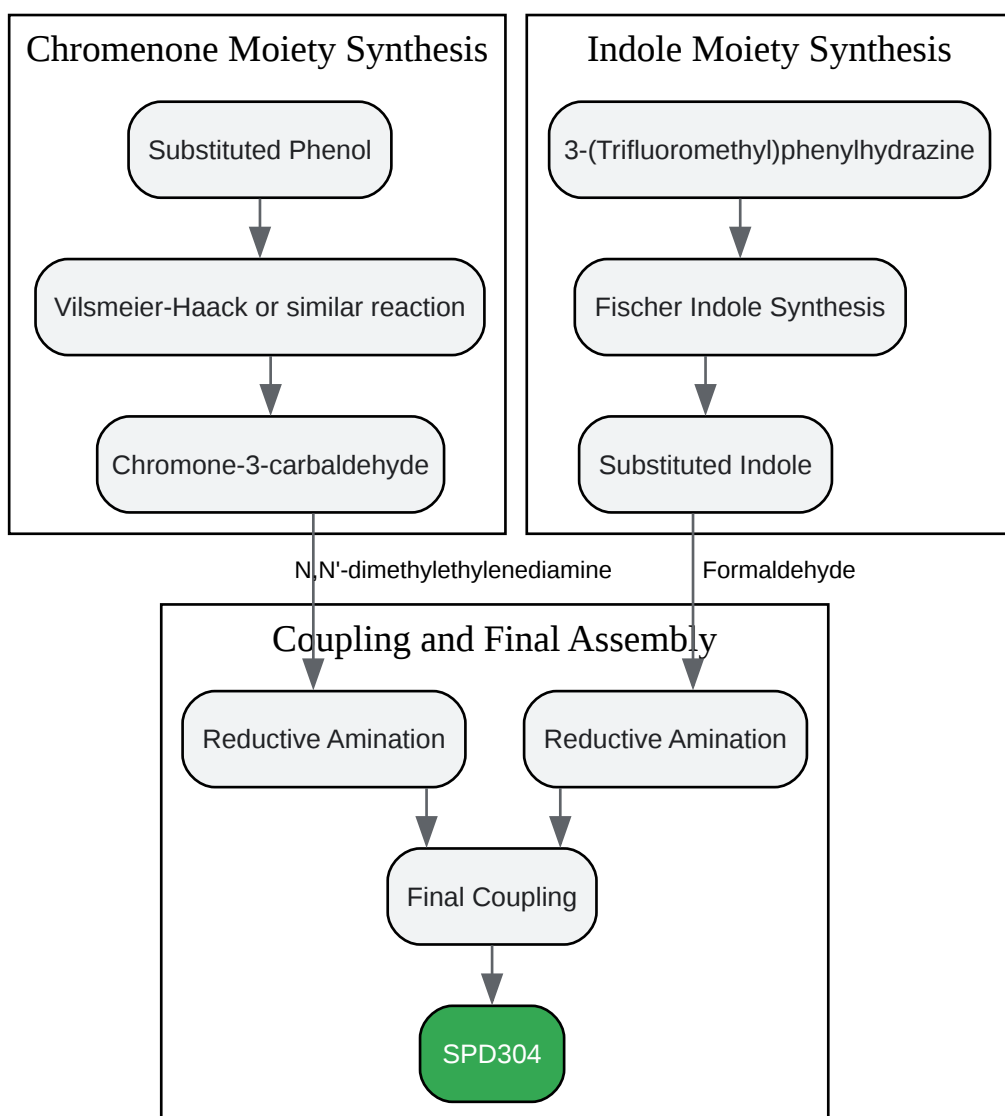 Chromenone Moiety Synthesis
Substituted Phenol
Vilsmeier-Haack or similar reaction
Chromone-3-carbaldehyde
Indole Moiety Synthesis
3-(Trifluoromethyl)phenylhydrazine
Fischer Indole Synthesis
Substituted Indole
N,N'-dimethylethylenediamine
Formaldehyde
Coupling and Final Assembly
Reductive Amination
Reductive Amination
Final Coupling
SPD304